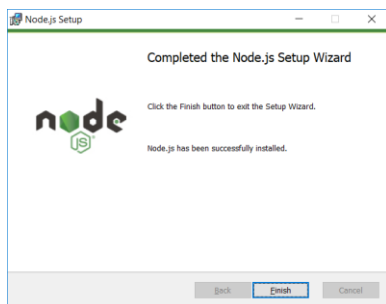 Node.js Setup
Completed the Node.js Setup Wizard
Click the Finish button to exit the Setup Wizard.
node
JS
Node.js has been successfully installed.
Back Finish Cancel